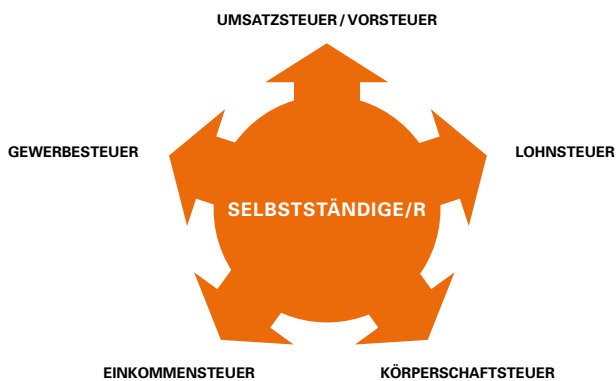 UMSATZSTEUER / VORSTEUER
GEWERBESTEUER
LOHNSTEUER
SELBSTSTÄNDIGE/R
EINKOMMENSTEUER
KÖRPERSCHAFTSTEUER